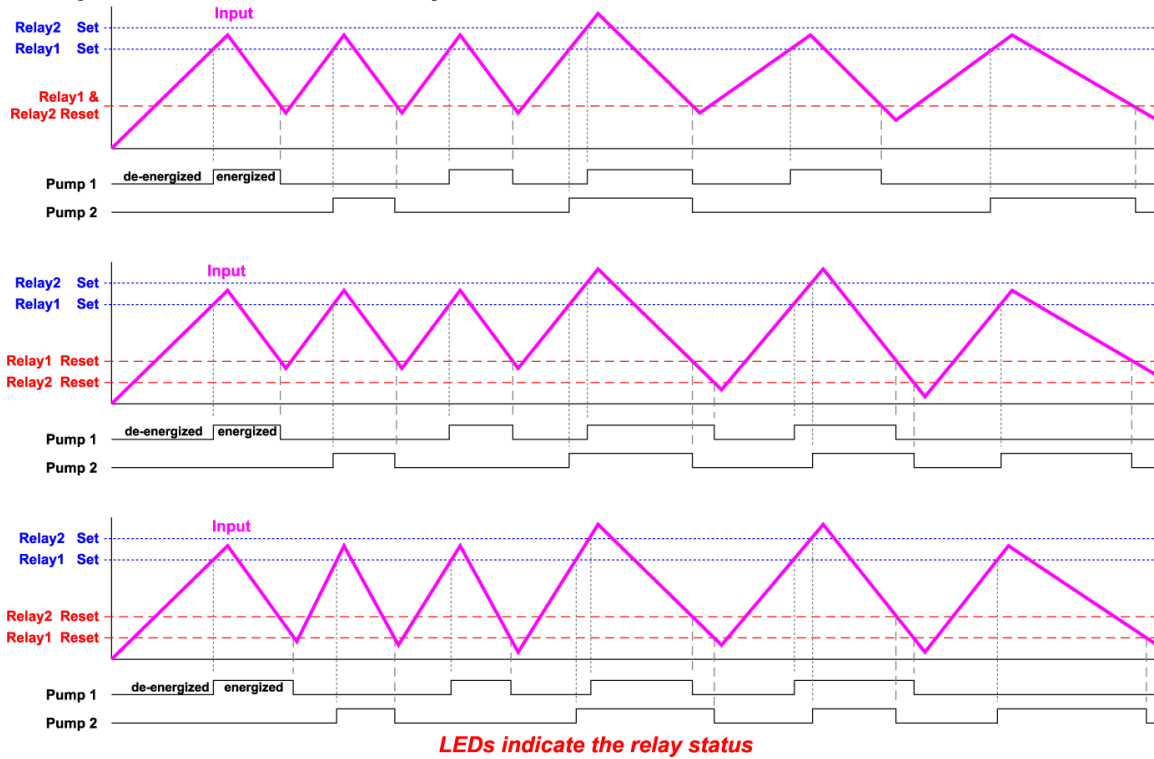 Input
Relay2 Set
Relay1 Set
Relay1 &
Relay2 Reset
de-energized energized
Pump 1
Pump 2
Input
Relay2 Set
Relay1 Set
Relay1 Reset
Relay2 Reset
de-energized energized
Pump 1
Pump 2
Input
Relay2 Set
Relay1 Set
Relay2 Reset
Relay1 Reset
de-energized energized
Pump 1
Pump 2
LEDs indicate the relay status